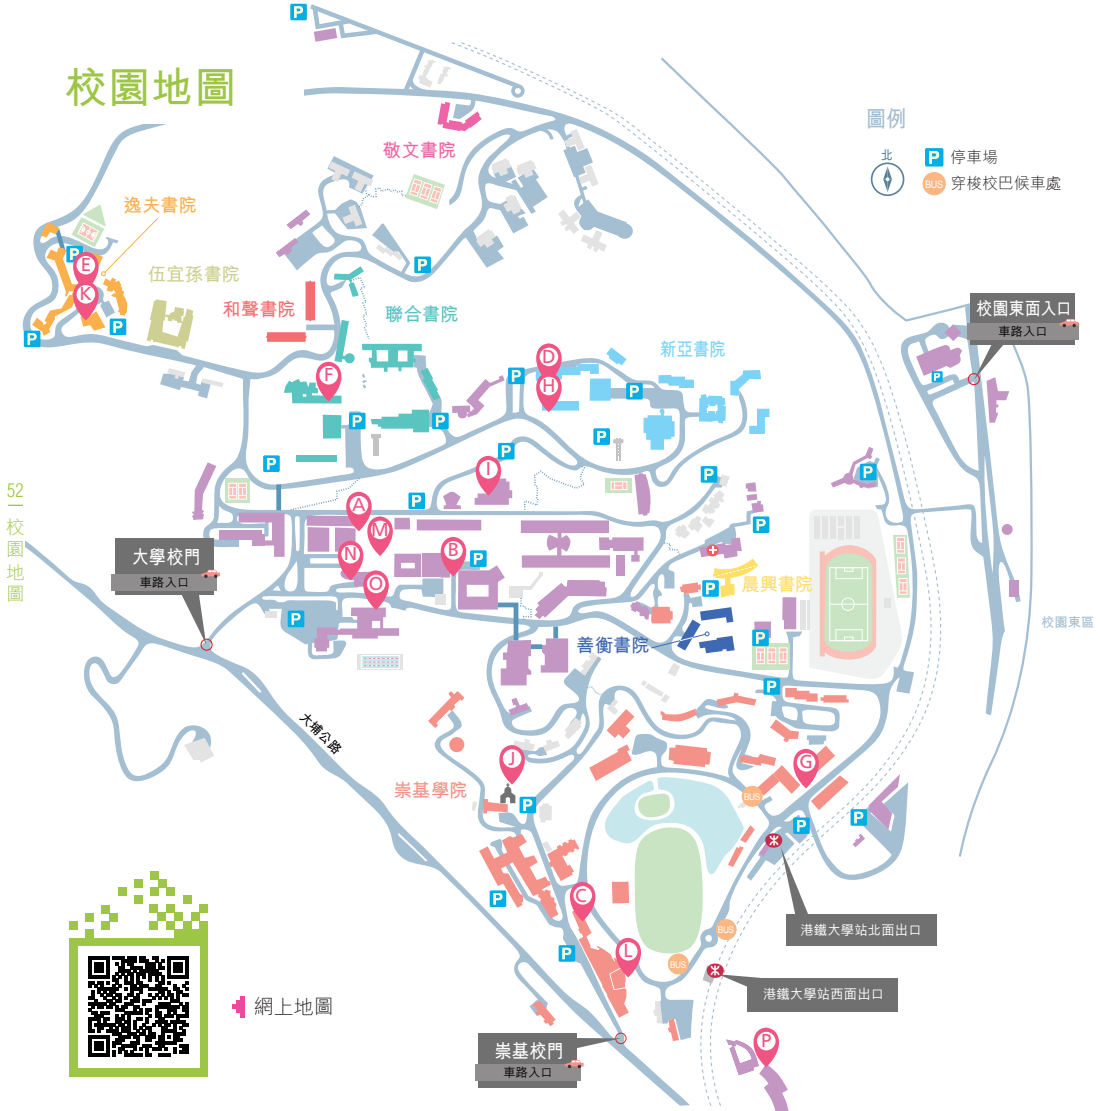 P
校園地圖
圖例
北
P 停車場
BUS 穿梭校巴候車處
敬文書院
逸夫書院
P
E
伍宜孫書院
P
K
和聲書院
聯合書院
校園東面入口
車路入口
P
P
新亞書院
D
P
F
H
P
P
P
P
P
P
P
I
P
P
P
52
校園地圖
A
P
M
大學校門
車路入口
N
B
P
O
P
晨興書院
P
校園東區
善衡書院
P
P
大埔公路
J
G
崇基學院
P
BUS
P
P
P
C
港鐵大學站北面出口
BUS
P
L
BUS
港鐵大學站西面出口
網上地圖
崇基校門
車路入口
P